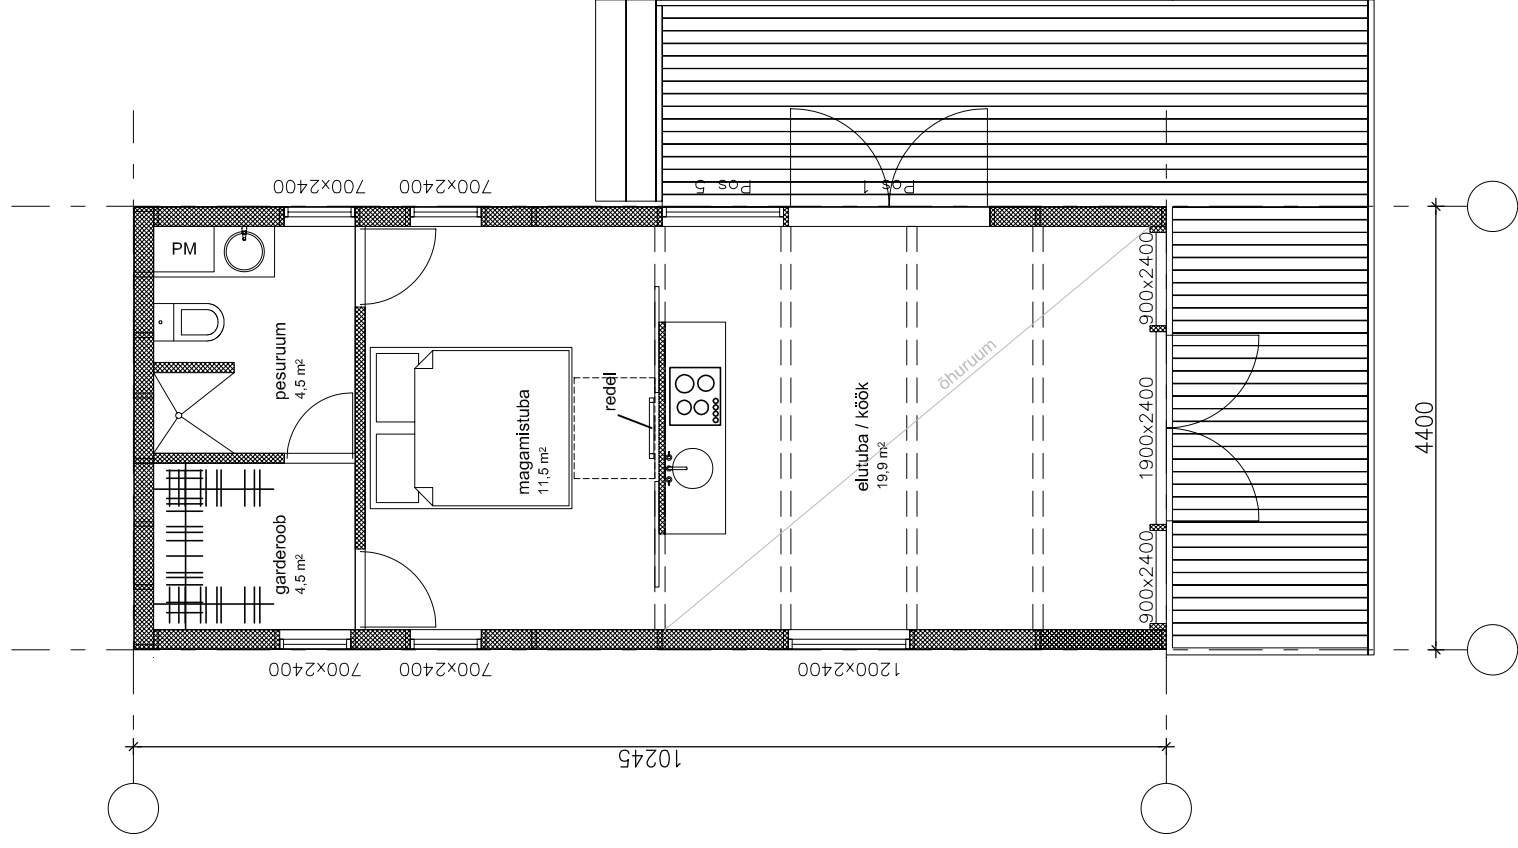 700x2400
700x2400
Pos 5
Pos 1
PM
pesuruum
4,5 m²
garderoob
4,5 m²
magamistuba
11,5 m²
redel
elutuba / köök
19,9 m²
õhuruum
900x2400
1900x2400
900x2400
4400
700x2400
700x2400
1200x2400
10245